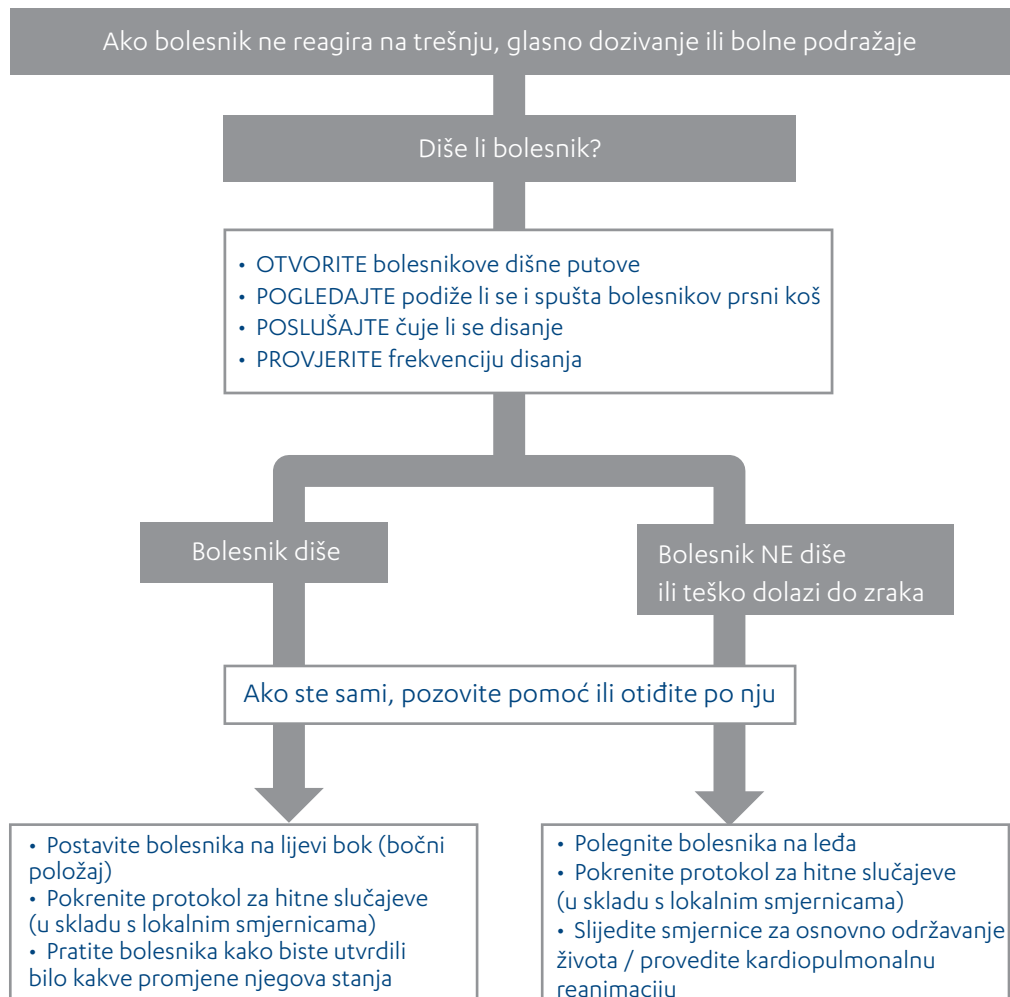 Ako bolesnik ne reagira na trešnju, glasno dozivanje ili bolne podražaje
Diše li bolesnik?
• OTVORITE bolesnikove dišne putove
• POGLEDAJTE podiže li se i spušta bolesnikov prsni koš
• POSLUŠAJTE čuje li se disanje
• PROVJERITE frekvenciju disanja
Bolesnik diše
Bolesnik NE diše
ili teško dolazi do zraka
Ako ste sami, pozovite pomoć ili otiđite po nju
• Postavite bolesnika na lijevi bok (bočni
položaj)
• Pokrenite protokol za hitne slučajeve
(u skladu s lokalnim smjernicama)
• Pratite bolesnika kako biste utvrdili
bilo kakve promjene njegova stanja
• Polegnite bolesnika na leđa
• Pokrenite protokol za hitne slučajeve
(u skladu s lokalnim smjernicama)
• Slijedite smjernice za osnovno održavanje
života / provedite kardiopulmonalnu
reanimaciju